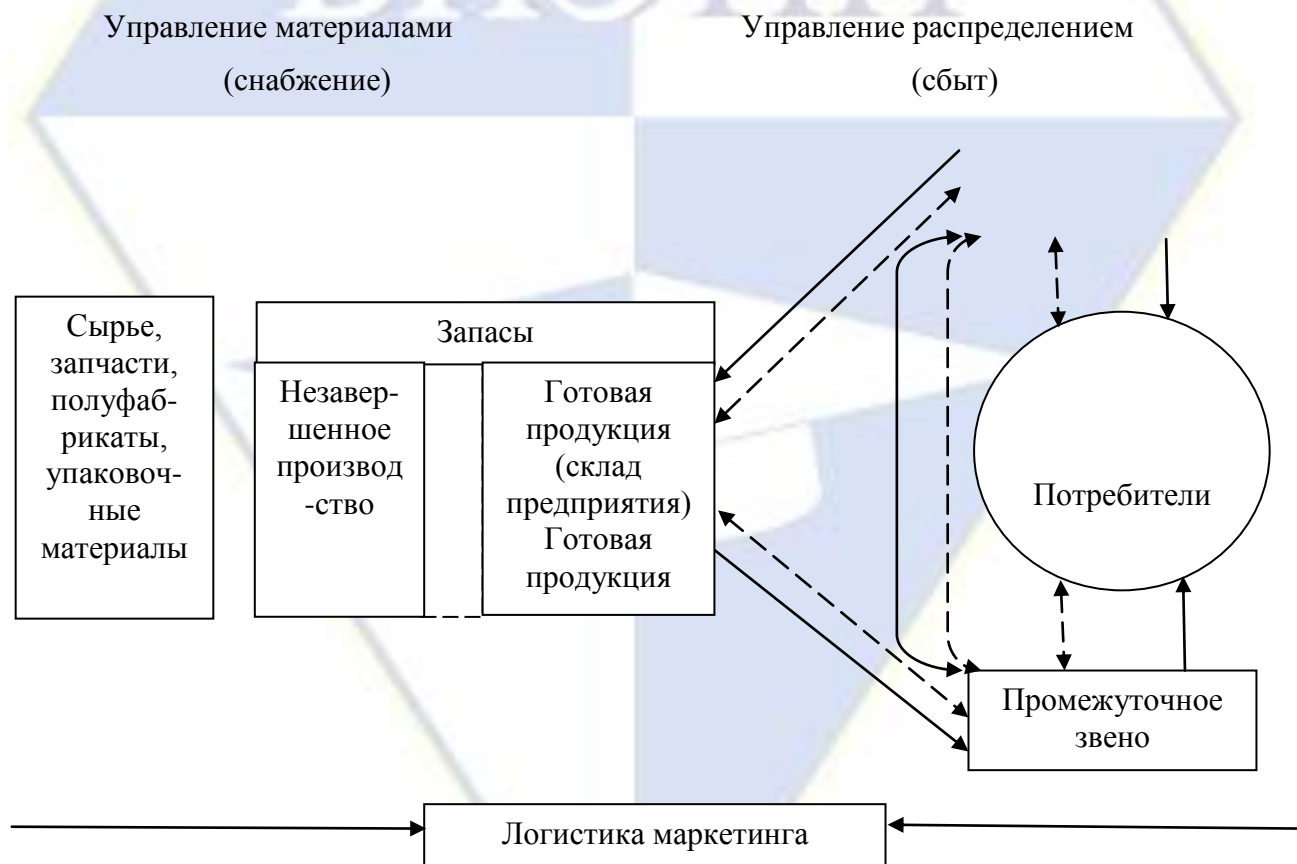 Управление материалами
(снабжение)
Управление распределением
(сбыт)
Сырье,
запчасти,
полуфаб-
рикаты,
упаковоч-
ные
материалы
Запасы
Незавер-
шенное
производ
-ство
Готовая
продукция
(склад
предприятия)
Готовая
продукция
Потребители
Промежуточное
звено
Логистика маркетинга